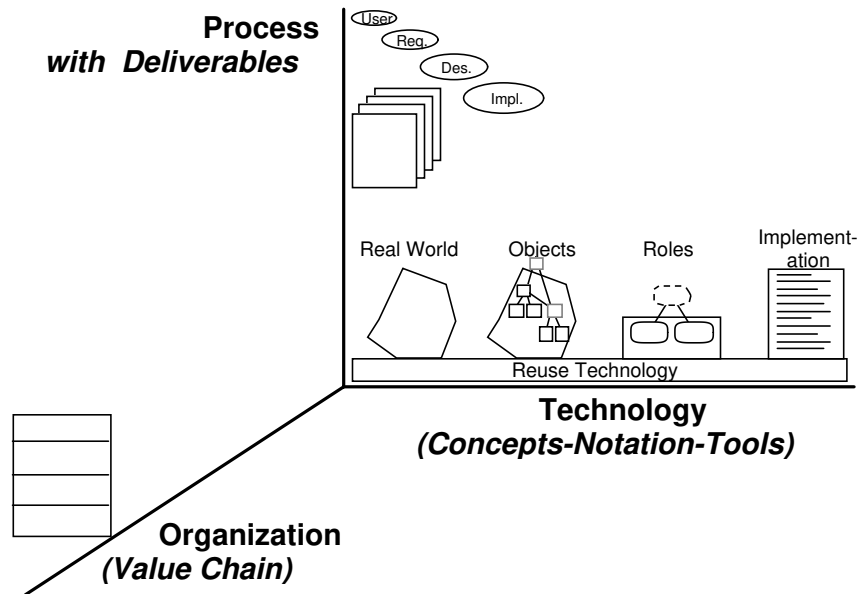 Process
with Deliverables
User
Req.
Des.
Impl.
Real World
Objects
Roles
Implement-
ation
Reuse Technology
Technology
(Concepts-Notation-Tools)
Organization
(Value Chain)